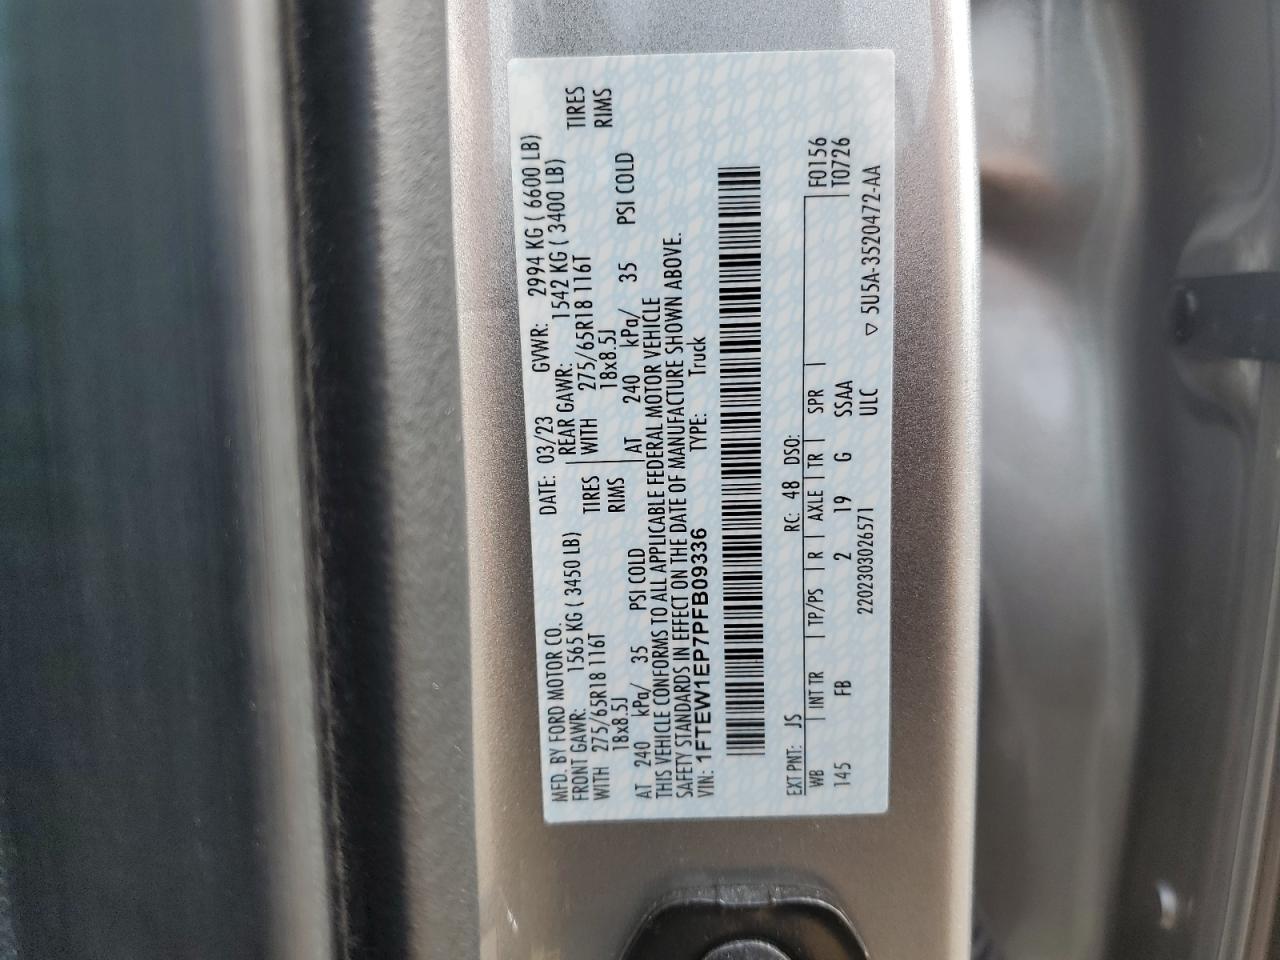 MFD. BY FORD MOTOR CO. DATE: 03/23 GVWR: 2994 KG ( 6600 LB)
FRONT GAWR: 1565 KG ( 3450 LB) REAR GAWR: 1542 KG ( 3400 LB)
WITH 275/65R18 116T TIRES WITH 275/65R18 116T TIRES
18x8.5J RIMS 18x8.5J RIMS
AT 240 kPa/ 35 PSI COLD AT 240 kPa/ 35 PSI COLD
THIS VEHICLE CONFORMS TO ALL APPLICABLE FEDERAL MOTOR VEHICLE
SAFETY STANDARDS IN EFFECT ON THE DATE OF MANUFACTURE SHOWN ABOVE.
VIN: 1FTEW1EP7PFB09336 TYPE: Truck
EXT PNT: JS RC: 48 DSO:
WB INT TR TP/PS R AXLE TR SPR F0156
145 FB 2 19 G SSAA T0726
2202303026571 ULC ▽ 5U5A-3520472-AA